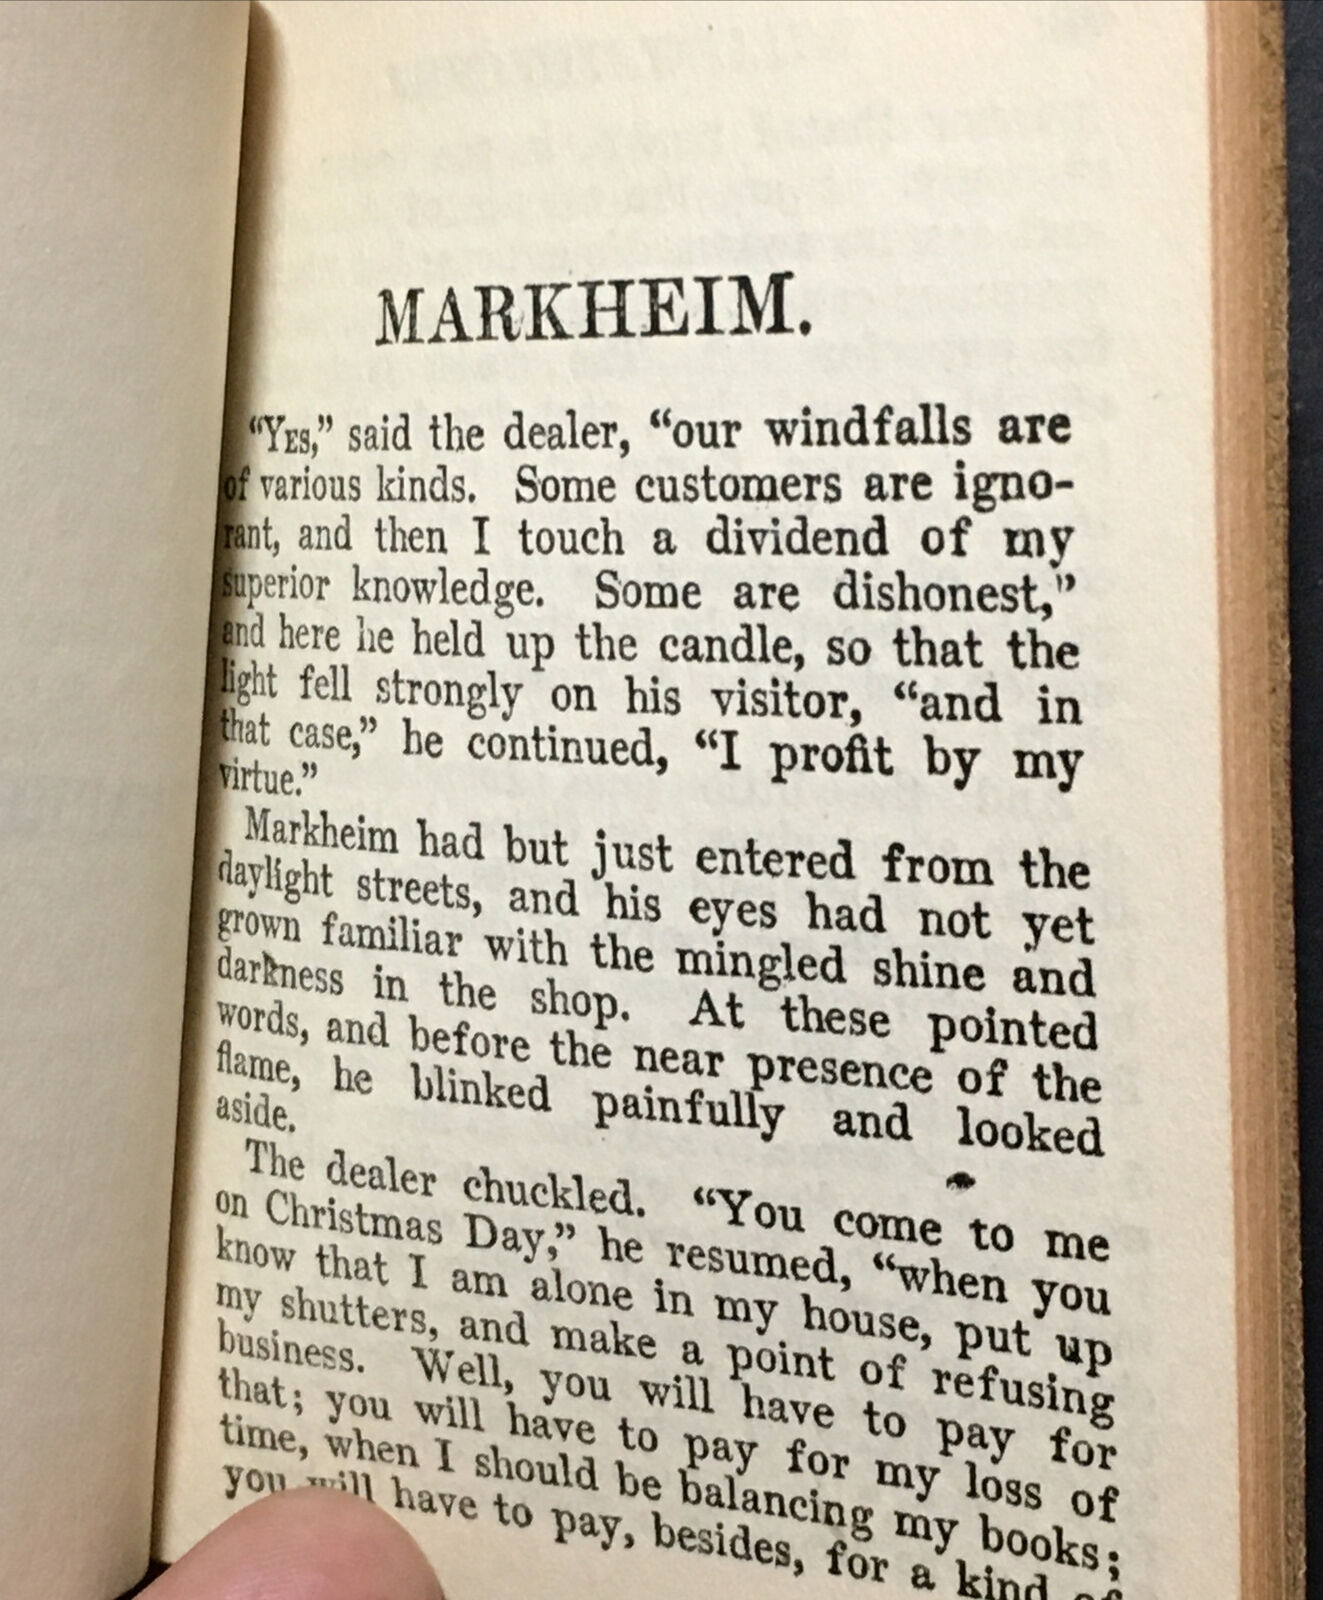 MARKHEIM.
“YES,” said the dealer, “our windfalls are
of various kinds. Some customers are igno-
rant, and then I touch a dividend of my
superior knowledge. Some are dishonest,”
and here he held up the candle, so that the
light fell strongly on his visitor, “and in
that case,” he continued, “I profit by my
virtue.”
Markheim had but just entered from the
daylight streets, and his eyes had not yet
grown familiar with the mingled shine and
darkness in the shop. At these pointed
words, and before the near presence of the
flame, he blinked painfully and looked
aside.
The dealer chuckled. “You come to me
on Christmas Day,” he resumed, “when you
know that I am alone in my house, put up
my shutters, and make a point of refusing
business. Well, you will have to pay for
that; you will have to pay for my loss of
time, when I should be balancing my books;
you will have to pay, besides, for a kind of